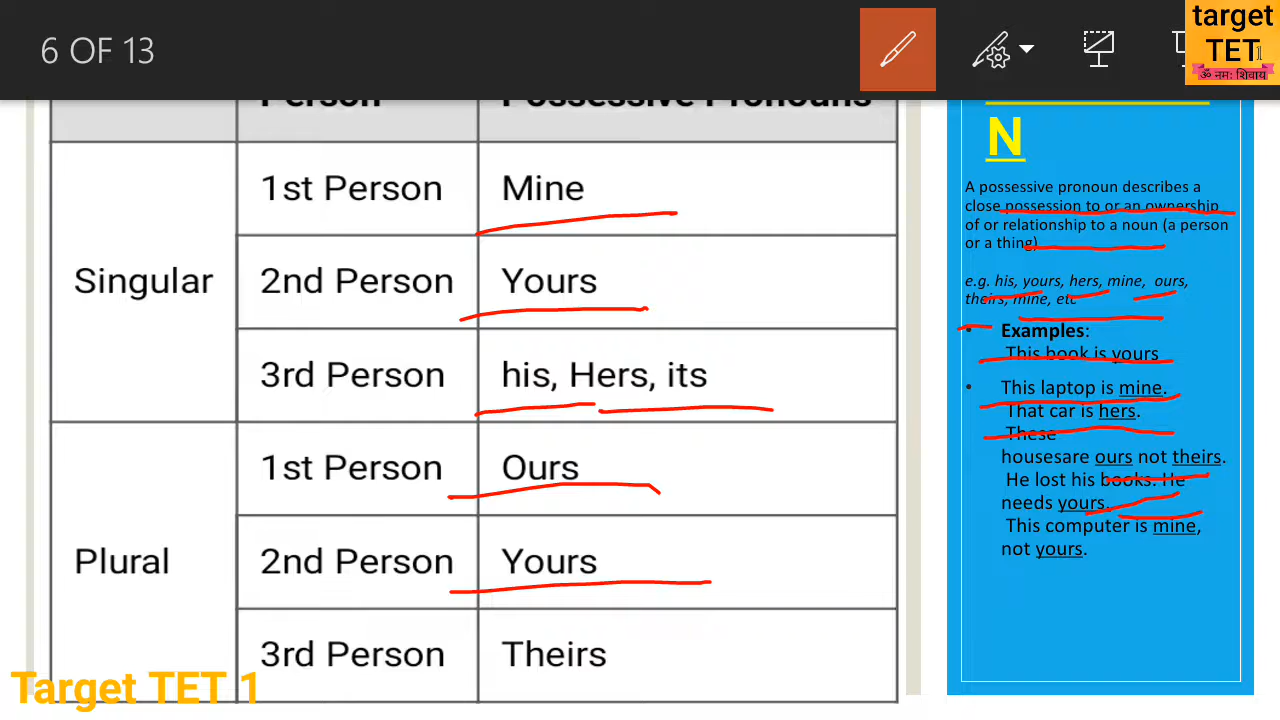 6 OF 13
target
TET
ॐ नमः शिवाय
Person Possessive Pronouns
Singular
1st Person Mine
2nd Person Yours
3rd Person his, Hers, its
Plural
1st Person Ours
2nd Person Yours
3rd Person Theirs
Target TET 1
N
A possessive pronoun describes a
close possession to or an ownership
of or relationship to a noun (a person
or a thing)
e.g. his, yours, hers, mine, ours,
theirs, mine, etc
• Examples:
This book is yours
• This laptop is mine.
That car is hers.
These
housesare ours not theirs.
He lost his books. He
needs yours.
This computer is mine,
not yours.